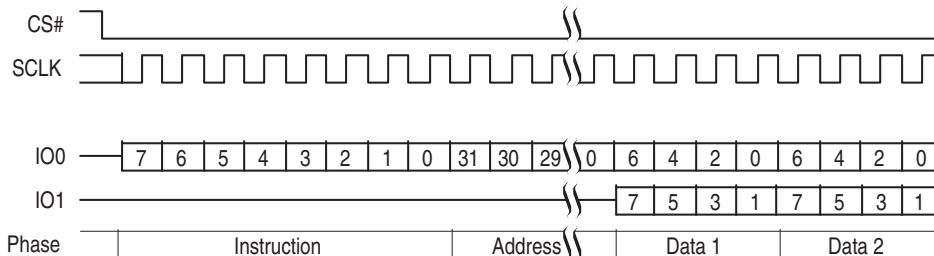 CS#
SCLK
IO0 7 6 5 4 3 2 1 0 31 30 29 0 6 4 2 0 6 4 2 0
IO1 7 5 3 1 7 5 3 1
Phase Instruction Address Data 1 Data 2